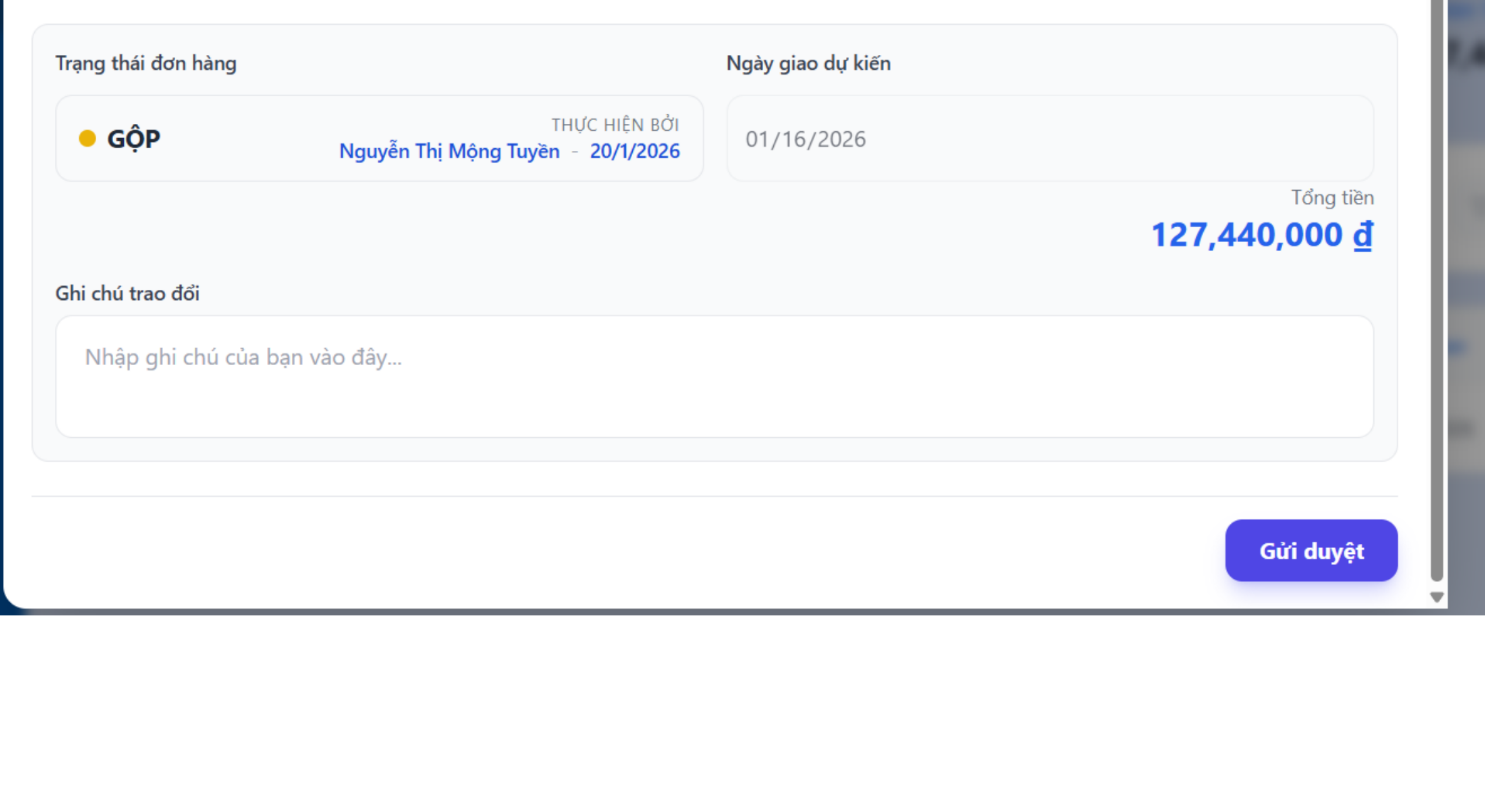 Trạng thái đơn hàng
GỘP
THỰC HIỆN BỞI
Nguyễn Thị Mộng Tuyền - 20/1/2026
Ngày giao dự kiến
01/16/2026
Tổng tiền
127,440,000 ₫
Ghi chú trao đổi
Nhập ghi chú của bạn vào đây...
Gửi duyệt